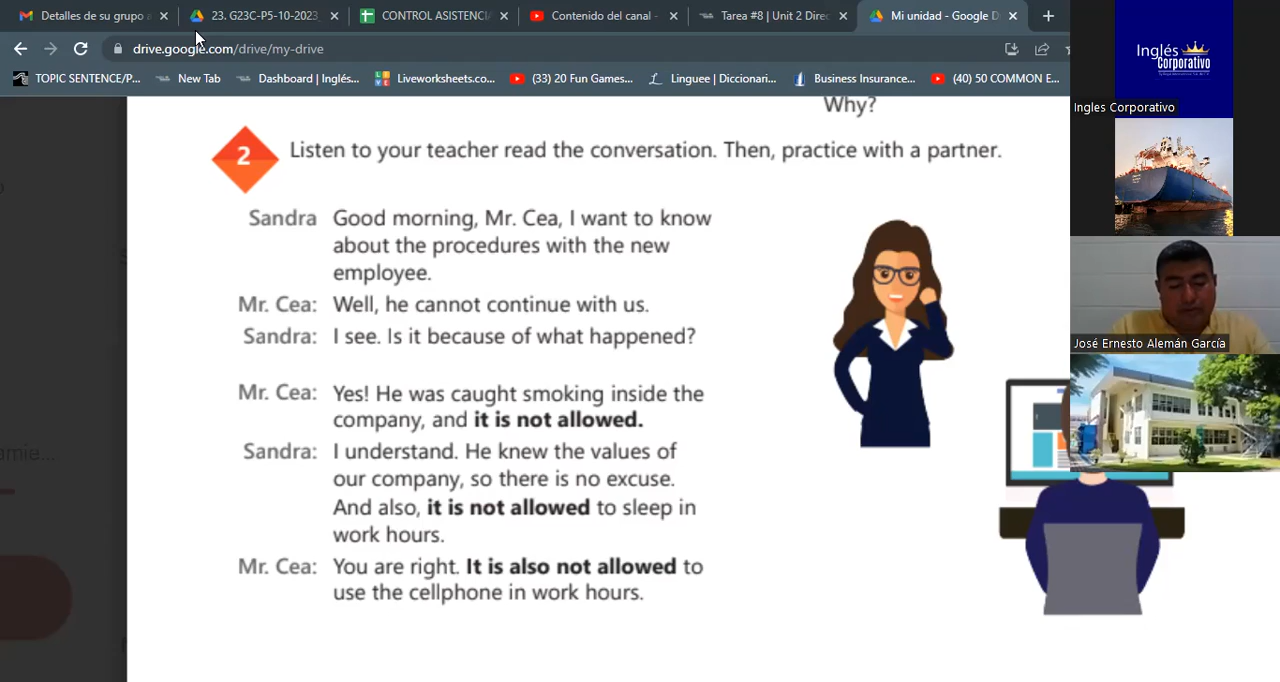 Detalles de su grupo a
23. G23C-P5-10-2023_
CONTROL ASISTENCI
Contenido del canal -
Tarea #8 | Unit 2 Direc
Mi unidad - Google D
drive.google.com/drive/my-drive
TOPIC SENTENCE/P...
New Tab
Dashboard | Inglés...
Liveworksheets.co...
(33) 20 Fun Games...
Linguee | Diccionari...
Business Insurance...
(40) 50 COMMON E...
Inglés
Corporativo
Ingles Corporativo
Why?
2
Listen to your teacher read the conversation. Then, practice with a partner.
Sandra Good morning, Mr. Cea, I want to know
about the procedures with the new
employee.
Mr. Cea: Well, he cannot continue with us.
Sandra: I see. Is it because of what happened?
Mr. Cea: Yes! He was caught smoking inside the
company, and it is not allowed.
Sandra: I understand. He knew the values of
our company, so there is no excuse.
And also, it is not allowed to sleep in
work hours.
Mr. Cea: You are right. It is also not allowed to
use the cellphone in work hours.
José Ernesto Alemán García
amie...